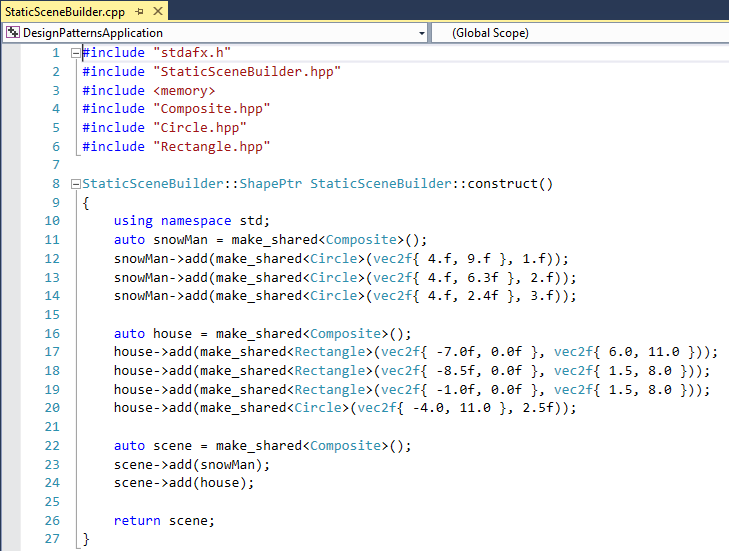 StaticSceneBuilder.cpp
DesignPatternsApplication (Global Scope)
1 #include "stdafx.h"
2 #include "StaticSceneBuilder.hpp"
3 #include <memory>
4 #include "Composite.hpp"
5 #include "Circle.hpp"
6 #include "Rectangle.hpp"
7
8 StaticSceneBuilder::ShapePtr StaticSceneBuilder::construct()
9 {
10     using namespace std;
11     auto snowMan = make_shared<Composite>();
12     snowMan->add(make_shared<Circle>(vec2f{ 4.f, 9.f }, 1.f));
13     snowMan->add(make_shared<Circle>(vec2f{ 4.f, 6.3f }, 2.f));
14     snowMan->add(make_shared<Circle>(vec2f{ 4.f, 2.4f }, 3.f));
15
16     auto house = make_shared<Composite>();
17     house->add(make_shared<Rectangle>(vec2f{ -7.0f, 0.0f }, vec2f{ 6.0, 11.0 }));
18     house->add(make_shared<Rectangle>(vec2f{ -8.5f, 0.0f }, vec2f{ 1.5, 8.0 }));
19     house->add(make_shared<Rectangle>(vec2f{ -1.0f, 0.0f }, vec2f{ 1.5, 8.0 }));
20     house->add(make_shared<Circle>(vec2f{ -4.0, 11.0 }, 2.5f));
21
22     auto scene = make_shared<Composite>();
23     scene->add(snowMan);
24     scene->add(house);
25
26     return scene;
27 }